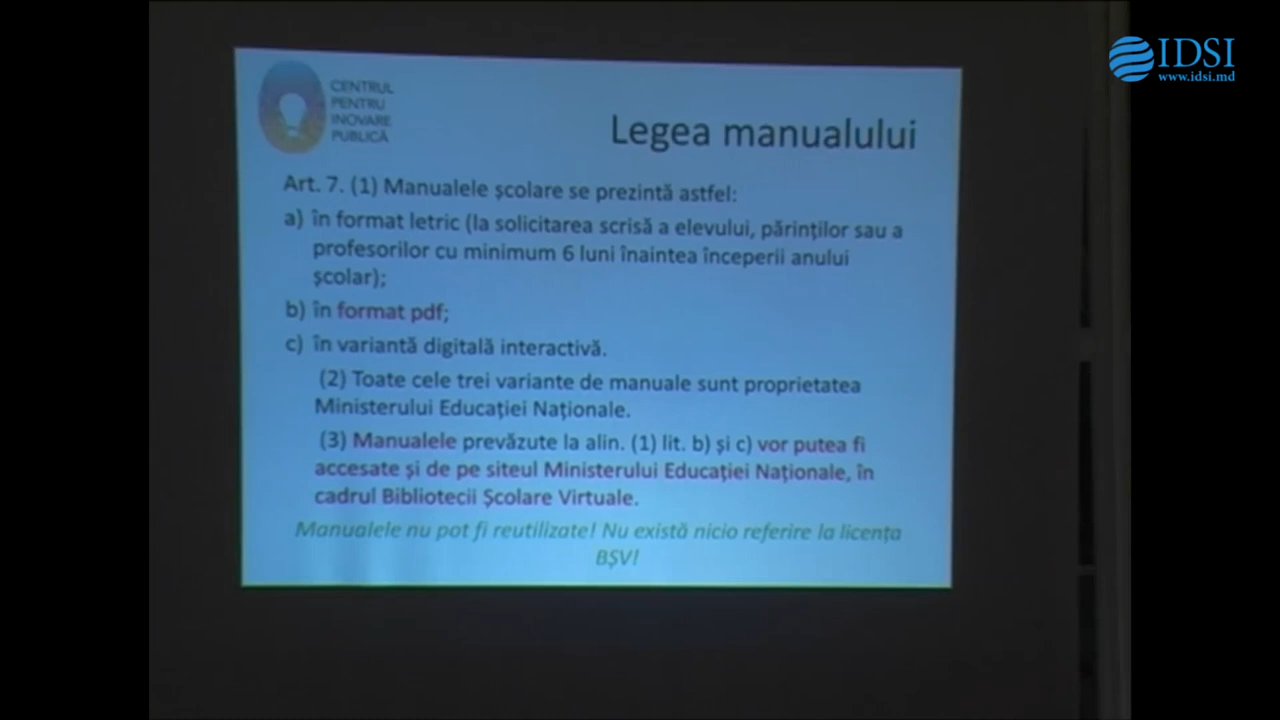 IDSI
www.idsi.md
CENTRUL
PENTRU
INOVARE
PUBLICĂ
Legea manualului
Art. 7. (1) Manualele școlare se prezintă astfel:
a) în format letric (la solicitarea scrisă a elevului, părinților sau a
profesorilor cu minimum 6 luni înaintea începerii anului
școlar);
b) în format pdf;
c) în variantă digitală interactivă.
(2) Toate cele trei variante de manuale sunt proprietatea
Ministerului Educației Naționale.
(3) Manualele prevăzute la alin. (1) lit. b) și c) vor putea fi
accesate și de pe siteul Ministerului Educației Naționale, în
cadrul Bibliotecii Școlare Virtuale.
Manualele nu pot fi reutilizate! Nu există nicio referire la licența
BȘV!